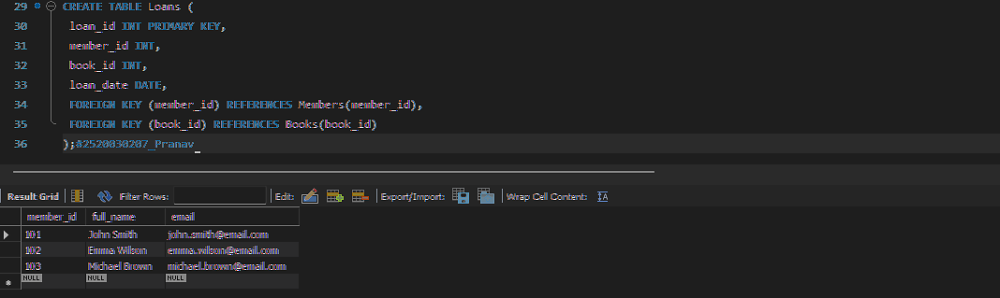 29 CREATE TABLE Loans (
30 loan_id INT PRIMARY KEY,
31 member_id INT,
32 book_id INT,
33 loan_date DATE,
34 FOREIGN KEY (member_id) REFERENCES Members(member_id),
35 FOREIGN KEY (book_id) REFERENCES Books(book_id)
36 );#2520030207_Pranav
Result Grid Filter Rows: Edit: Export/Import: Wrap Cell Content: IA
member_id full_name email
101 John Smith john.smith@email.com
102 Emma Wilson emma.wilson@email.com
103 Michael Brown michael.brown@email.com
NULL NULL NULL